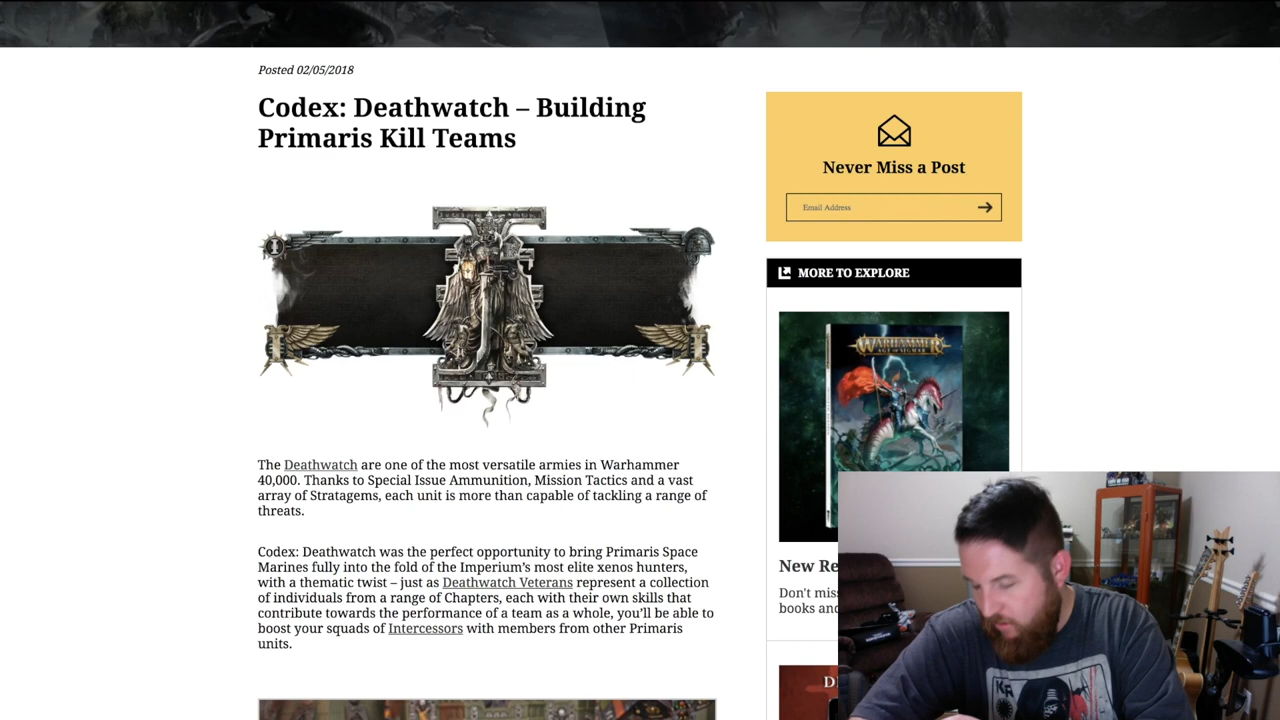 Posted 02/05/2018
Codex: Deathwatch – Building
Primaris Kill Teams
The Deathwatch are one of the most versatile armies in Warhammer
40,000. Thanks to Special Issue Ammunition, Mission Tactics and a vast
array of Stratagems, each unit is more than capable of tackling a range of
threats.
Codex: Deathwatch was the perfect opportunity to bring Primaris Space
Marines fully into the fold of the Imperium's most elite xenos hunters,
with a thematic twist – just as Deathwatch Veterans represent a collection
of individuals from a range of Chapters, each with their own skills that
contribute towards the performance of a team as a whole, you'll be able to
boost your squads of Intercessors with members from other Primaris
units.
Never Miss a Post
Email Address
MORE TO EXPLORE
WARHAMMER
AGE OF SIGMAR
New Re
Don't mis
books and
D